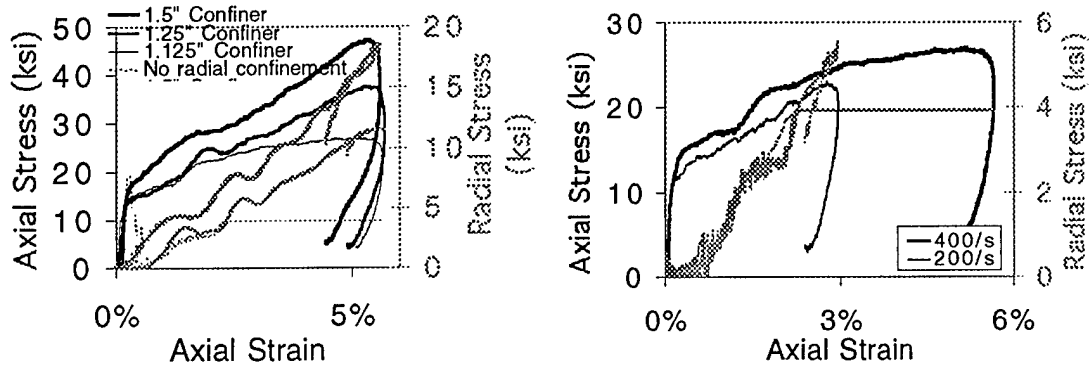 1.5" Confiner
1.25" Confiner
1.125" Confiner
No radial confinement
50
40
30
20
10
0
Axial Stress (ksi)
20
15
10
5
0
Radial Stress
(ksi)
0%
5%
Axial Strain
30
20
10
0
Axial Stress (ksi)
6
4
2
0
Radial Stress (ksi)
400/s
200/s
0%
3%
6%
Axial Strain